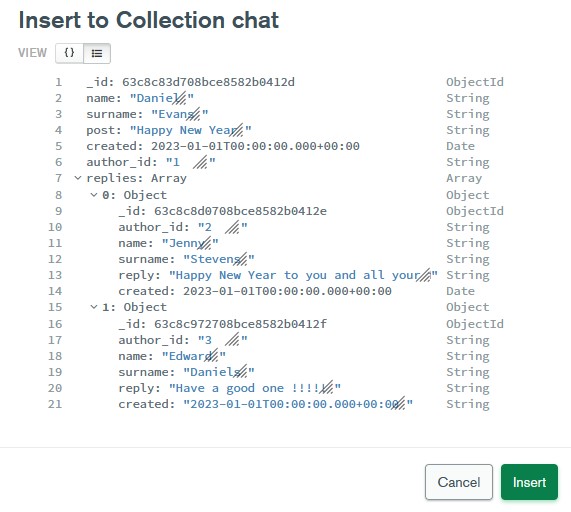 Insert to Collection chat
VIEW {}
1 _id: 63c8c83d708bce8582b0412d ObjectId
2 name: "Daniel" String
3 surname: "Evans" String
4 post: "Happy New Year" String
5 created: 2023-01-01T00:00:00.000+00:00 Date
6 author_id: "1" String
7 replies: Array Array
8 0: Object Object
9 _id: 63c8c8d0708bce8582b0412e ObjectId
10 author_id: "2" String
11 name: "Jenny" String
12 surname: "Stevens" String
13 reply: "Happy New Year to you and all your" String
14 created: 2023-01-01T00:00:00.000+00:00 Date
15 1: Object Object
16 _id: 63c8c972708bce8582b0412f ObjectId
17 author_id: "3" String
18 name: "Edward" String
19 surname: "Daniels" String
20 reply: "Have a good one !!!!" String
21 created: "2023-01-01T00:00:00.000+00:00" String
Cancel Insert